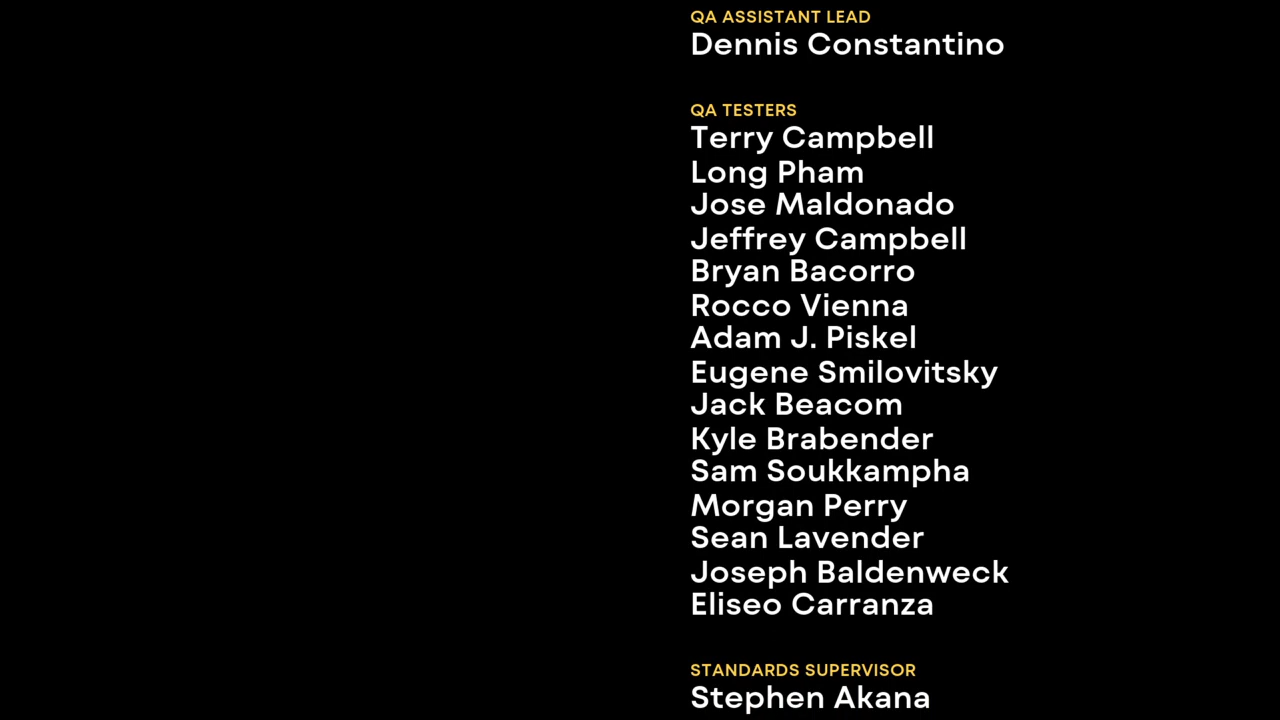 QA ASSISTANT LEAD
Dennis Constantino
QA TESTERS
Terry Campbell
Long Pham
Jose Maldonado
Jeffrey Campbell
Bryan Bacorro
Rocco Vienna
Adam J. Piskel
Eugene Smilovitsky
Jack Beacom
Kyle Brabender
Sam Soukkampha
Morgan Perry
Sean Lavender
Joseph Baldenweck
Eliseo Carranza
STANDARDS SUPERVISOR
Stephen Akana